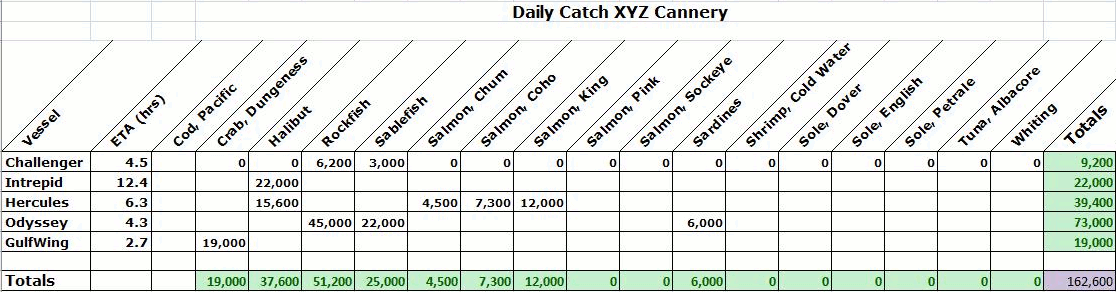 Daily Catch XYZ Cannery
Vessel
ETA (hrs)
Cod, Pacific
Crab, Dungeness
Halibut
Rockfish
Sablefish
Salmon, Chum
Salmon, Coho
Salmon, King
Salmon, Pink
Salmon, Sockeye
Sardines
Shrimp, Cold Water
Sole, Dover
Sole, English
Sole, Petrale
Tuna, Albacore
Whiting
Totals
Challenger 4.5 0 0 6,200 3,000 0 0 0 0 0 0 0 0 0 0 0 0 9,200
Intrepid 12.4 22,000 22,000
Hercules 6.3 15,600 4,500 7,300 12,000 39,400
Odyssey 4.3 45,000 22,000 6,000 73,000
GulfWing 2.7 19,000 19,000
Totals 19,000 37,600 51,200 25,000 4,500 7,300 12,000 0 0 6,000 0 0 0 0 0 0 162,600